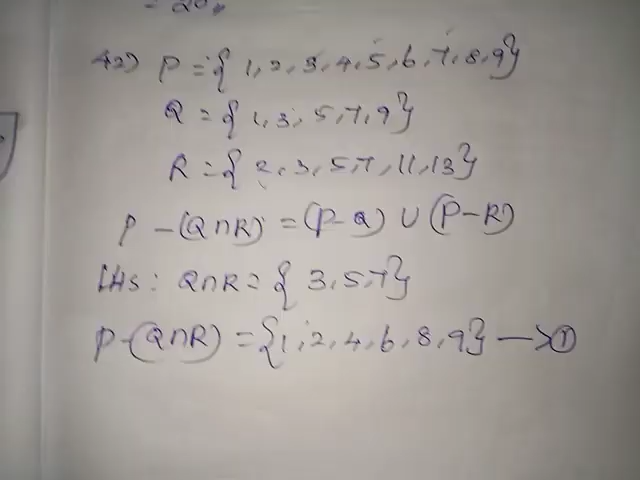 = 20.
42) P = { 1, 2, 3, 4, 5, 6, 7, 8, 9}
Q = { 1, 3, 5, 7, 9}
R = { 2, 3, 5, 7, 11, 13}
P - (Q∩R) = (P-Q) ∪ (P-R)
LHS : Q∩R = { 3, 5, 7}
P-(Q∩R) = {1, 2, 4, 6, 8, 9} → ①